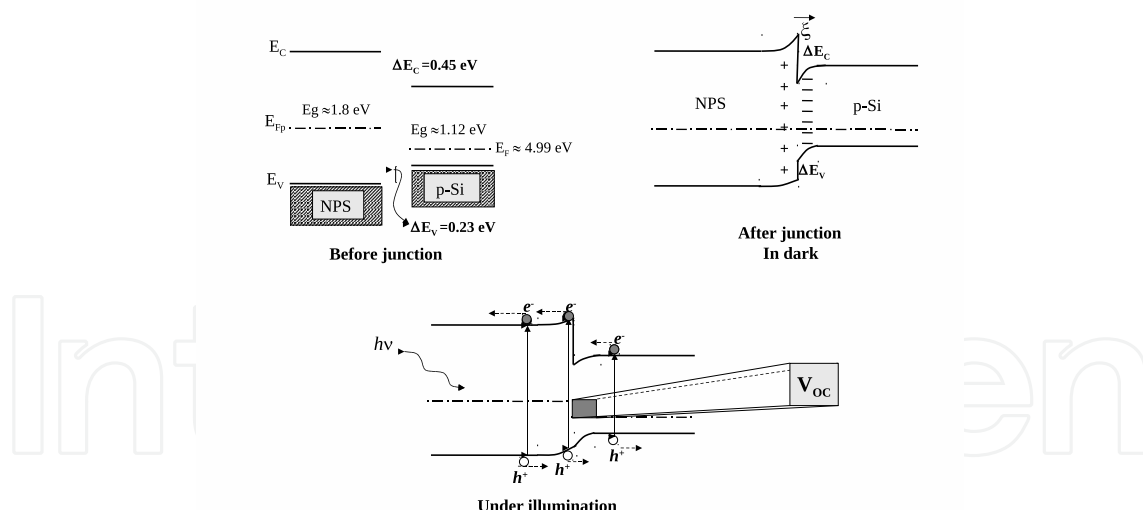 E_C
ΔE_C =0.45 eV
Eg ≈1.8 eV
E_Fp
Eg ≈1.12 eV
E_F ≈ 4.99 eV
E_V
NPS
p-Si
ΔE_V =0.23 eV
Before junction
ξ
ΔE_C
+
+
+
+
+
+
NPS
p-Si
ΔE_V
After junction
In dark
e⁻
e⁻
e⁻
hν
V_OC
h⁺
h⁺
h⁺
Under illumination